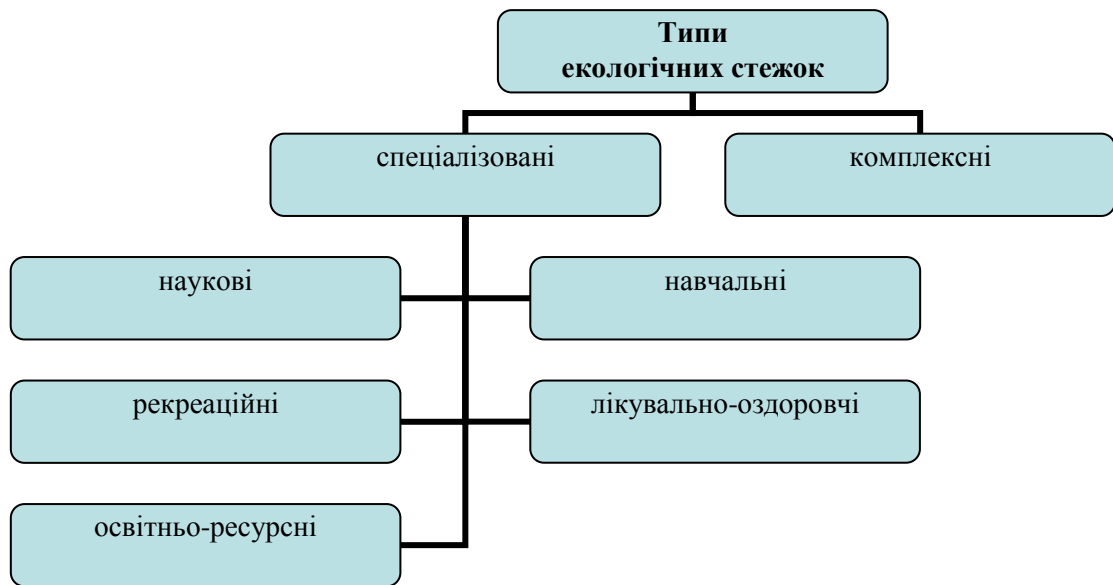 Типи
екологічних стежок
спеціалізовані
комплексні
наукові
навчальні
рекреаційні
лікувально-оздоровчі
освітньо-ресурсні